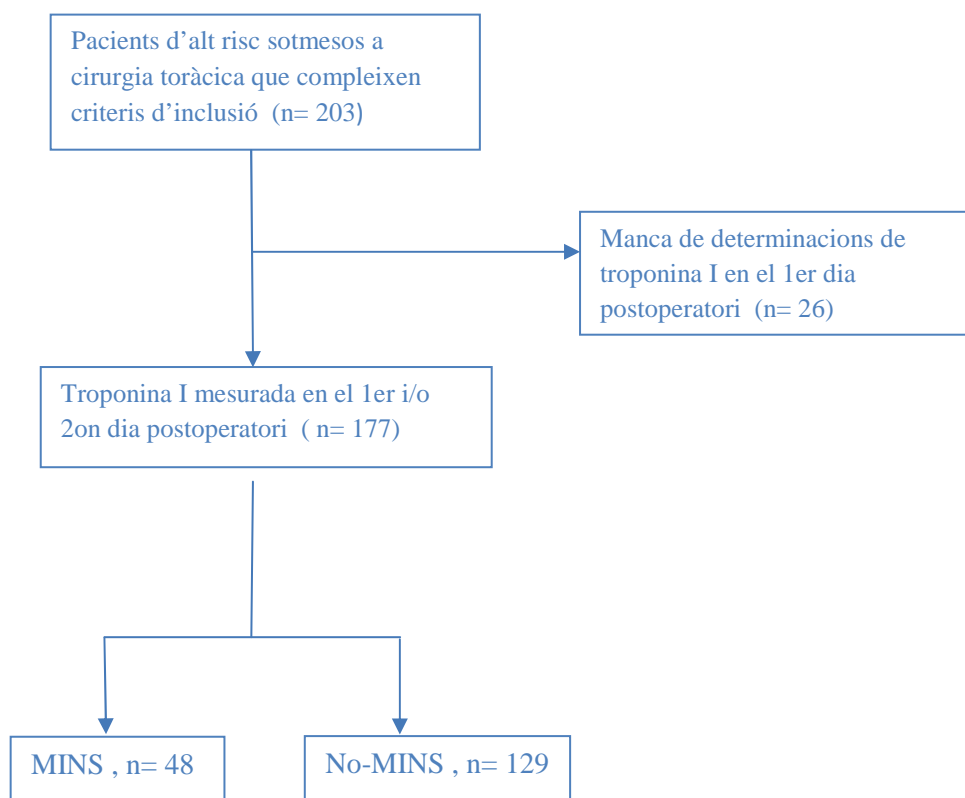 Pacients d’alt risc sotmesos a
cirurgia toràcica que compleixen
criteris d’inclusió (n= 203)
Manca de determinacions de
troponina I en el 1er dia
postoperatori (n= 26)
Troponina I mesurada en el 1er i/o
2on dia postoperatori ( n= 177)
MINS , n= 48
No-MINS , n= 129